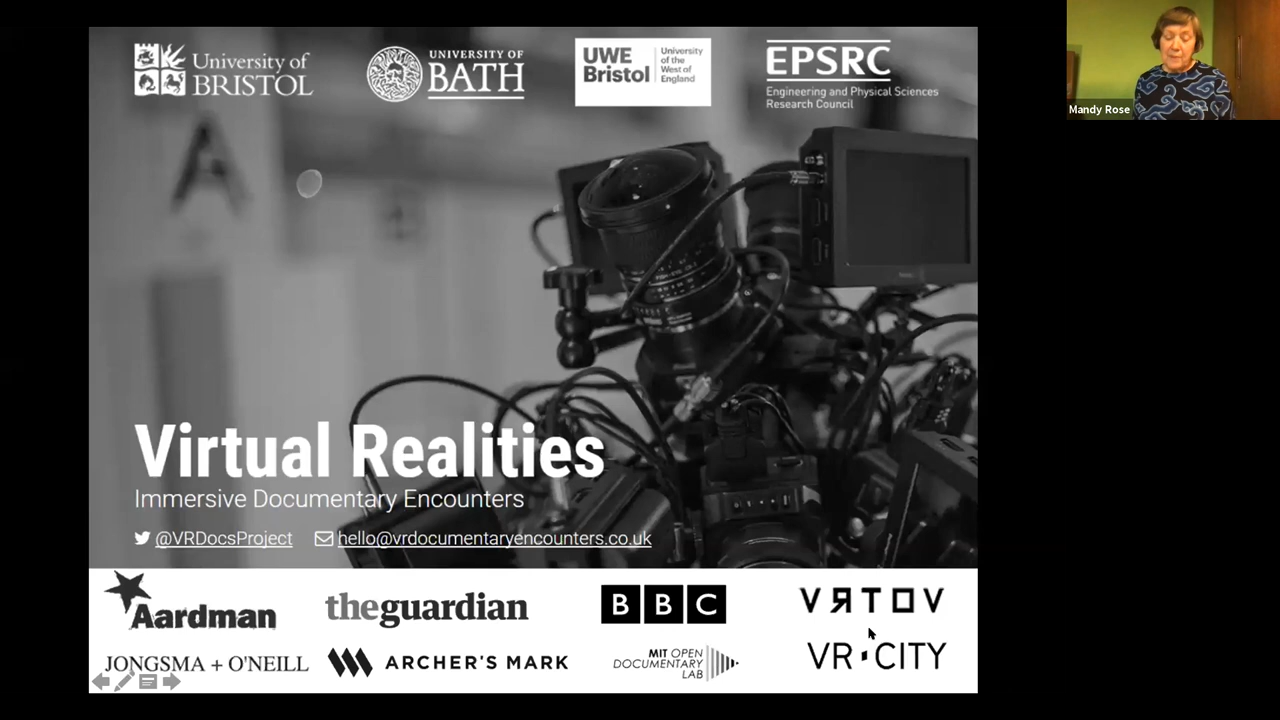 University of
BRISTOL
UNIVERSITY OF
BATH
UWE
Bristol
University
of the
West of
England
EPSRC
Engineering and Physical Sciences
Research Council
Mandy Rose
A
Virtual Realities
Immersive Documentary Encounters
@VRDocsProject hello@vrdocumentaryencounters.co.uk
Aardman
theguardian
BBC
VЯTOV
JONGSMA + O'NEILL
ARCHER'S MARK
MIT OPEN
DOCUMENTARY
LAB
VR CITY